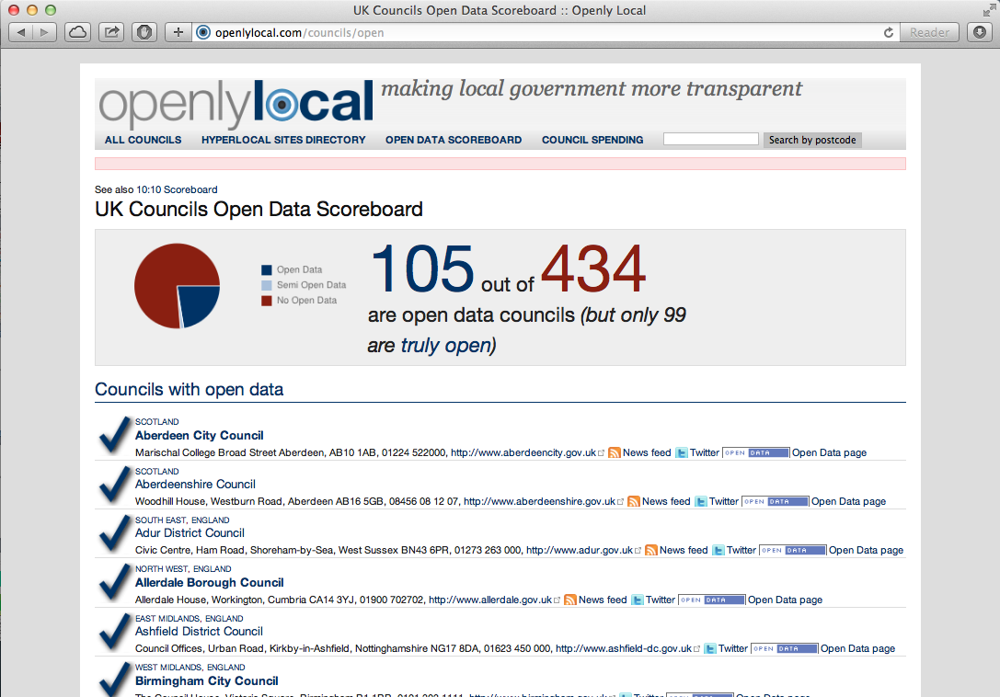 UK Councils Open Data Scoreboard :: Openly Local
openlylocal.com/councils/open
Reader
openlylocal making local government more transparent
ALL COUNCILS HYPERLOCAL SITES DIRECTORY OPEN DATA SCOREBOARD COUNCIL SPENDING Search by postcode
See also 10:10 Scoreboard
UK Councils Open Data Scoreboard
Open Data
Semi Open Data
No Open Data
105 out of 434
are open data councils (but only 99
are truly open)
Councils with open data
SCOTLAND
Aberdeen City Council
Marischal College Broad Street Aberdeen, AB10 1AB, 01224 522000, http://www.aberdeencity.gov.uk News feed Twitter OPEN DATA Open Data page
SCOTLAND
Aberdeenshire Council
Woodhill House, Westburn Road, Aberdeen AB16 5GB, 08456 08 12 07, http://www.aberdeenshire.gov.uk News feed Twitter OPEN DATA Open Data page
SOUTH EAST, ENGLAND
Adur District Council
Civic Centre, Ham Road, Shoreham-by-Sea, West Sussex BN43 6PR, 01273 263 000, http://www.adur.gov.uk News feed Twitter OPEN DATA Open Data page
NORTH WEST, ENGLAND
Allerdale Borough Council
Allerdale House, Workington, Cumbria CA14 3YJ, 01900 702702, http://www.allerdale.gov.uk News feed Twitter OPEN DATA Open Data page
EAST MIDLANDS, ENGLAND
Ashfield District Council
Council Offices, Urban Road, Kirkby-in-Ashfield, Nottinghamshire NG17 8DA, 01623 450 000, http://www.ashfield-dc.gov.uk Twitter OPEN DATA Open Data page
WEST MIDLANDS, ENGLAND
Birmingham City Council